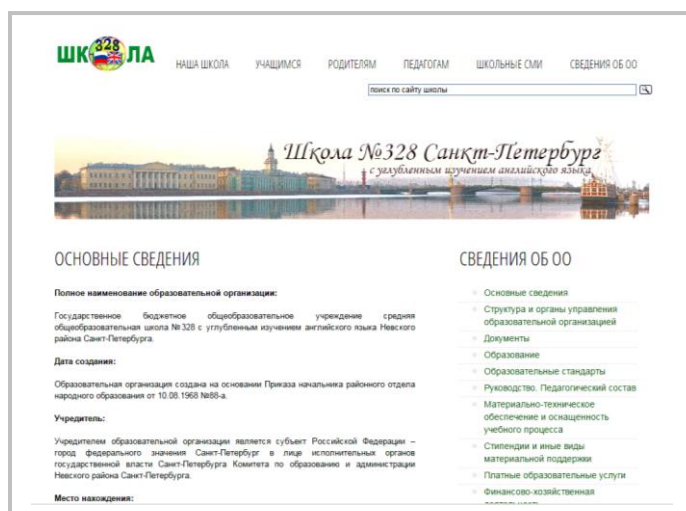 ШК328ЛА
НАША ШКОЛА УЧАЩИМСЯ РОДИТЕЛЯМ ПЕДАГОГАМ ШКОЛЬНЫЕ СМИ СВЕДЕНИЯ ОБ ОО
поиск по сайту школы
Школа №328 Санкт-Петербург
с углубленным изучением английского языка
ОСНОВНЫЕ СВЕДЕНИЯ
Полное наименование образовательной организации:
Государственное бюджетное общеобразовательное учреждение средняя
общеобразовательная школа №328 с углубленным изучением английского языка Невского
района Санкт-Петербурга.
Дата создания:
Образовательная организация создана на основании Приказа начальника районного отдела
народного образования от 10.08.1968 №88-а.
Учредитель:
Учредителем образовательной организации является субъект Российской Федерации –
город федерального значения Санкт-Петербург в лице исполнительных органов
государственной власти Санкт-Петербурга Комитета по образованию и администрации
Невского района Санкт-Петербурга.
Место нахождения:
СВЕДЕНИЯ ОБ ОО
Основные сведения
Структура и органы управления
образовательной организацией
Документы
Образование
Образовательные стандарты
Руководство. Педагогический состав
Материально-техническое
обеспечение и оснащенность
учебного процесса
Стипендии и иные виды
материальной поддержки
Платные образовательные услуги
Финансово-хозяйственная